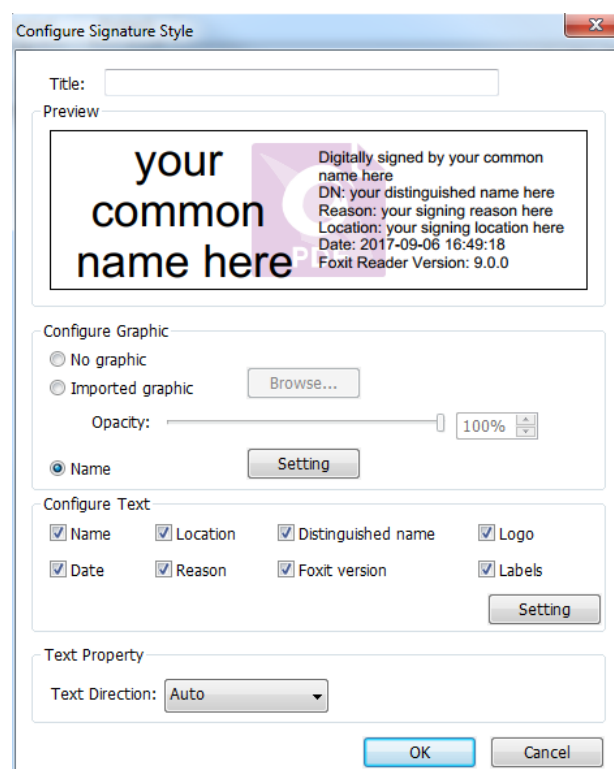 Configure Signature Style
x
Title:
Preview
your
common
name here
Digitally signed by your common
name here
DN: your distinguished name here
Reason: your signing reason here
Location: your signing location here
Date: 2017-09-06 16:49:18
Foxit Reader Version: 9.0.0
PDF
Configure Graphic
No graphic
Imported graphic
Browse...
Opacity:
100%
Name
Setting
Configure Text
Name
Location
Distinguished name
Logo
Date
Reason
Foxit version
Labels
Setting
Text Property
Text Direction: Auto
OK
Cancel